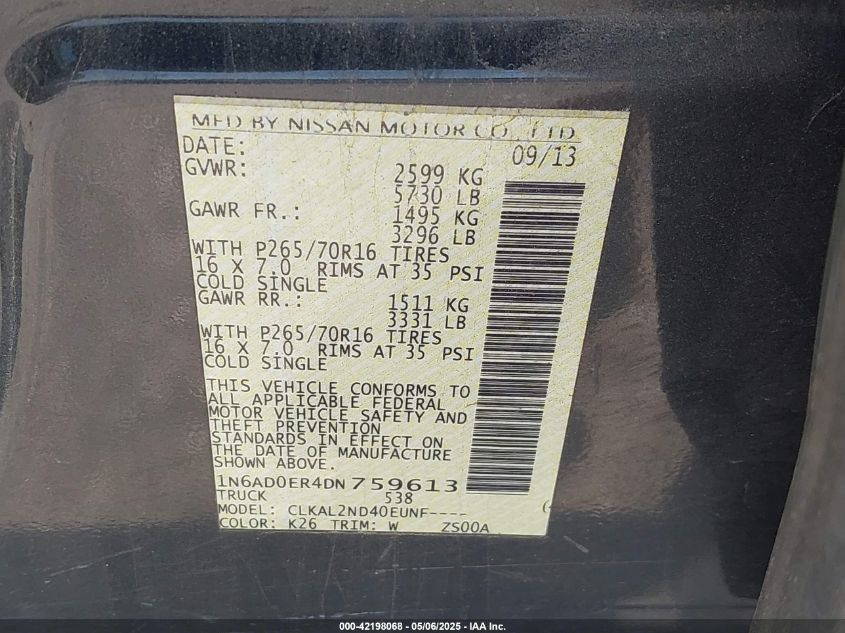 MFD BY NISSAN MOTOR CO., LTD.
DATE: 09/13
GVWR: 2599 KG
5730 LB
GAWR FR.: 1495 KG
3296 LB
WITH P265/70R16 TIRES
16 X 7.0 RIMS AT 35 PSI
COLD SINGLE
GAWR RR.: 1511 KG
3331 LB
WITH P265/70R16 TIRES
16 X 7.0 RIMS AT 35 PSI
COLD SINGLE
THIS VEHICLE CONFORMS TO
ALL APPLICABLE FEDERAL
MOTOR VEHICLE SAFETY AND
THEFT PREVENTION
STANDARDS IN EFFECT ON
THE DATE OF MANUFACTURE
SHOWN ABOVE.
1N6AD0ER4DN759613
TRUCK 538
MODEL: CLKAL2ND40EUNF----
COLOR: K26 TRIM: W ZS00A
000-42198068 - 05/06/2025 - IAA Inc.